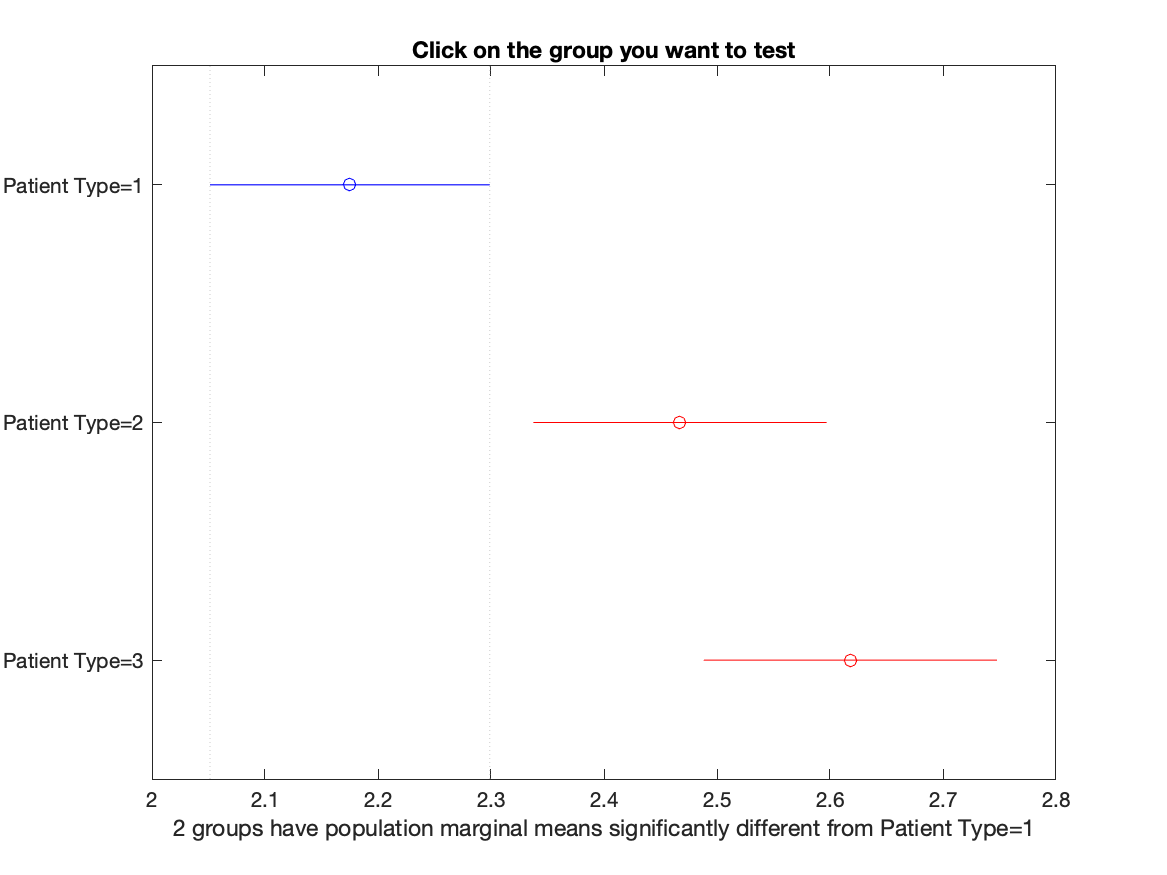 Click on the group you want to test
Patient Type=1
Patient Type=2
Patient Type=3
2 2.1 2.2 2.3 2.4 2.5 2.6 2.7 2.8
2 groups have population marginal means significantly different from Patient Type=1